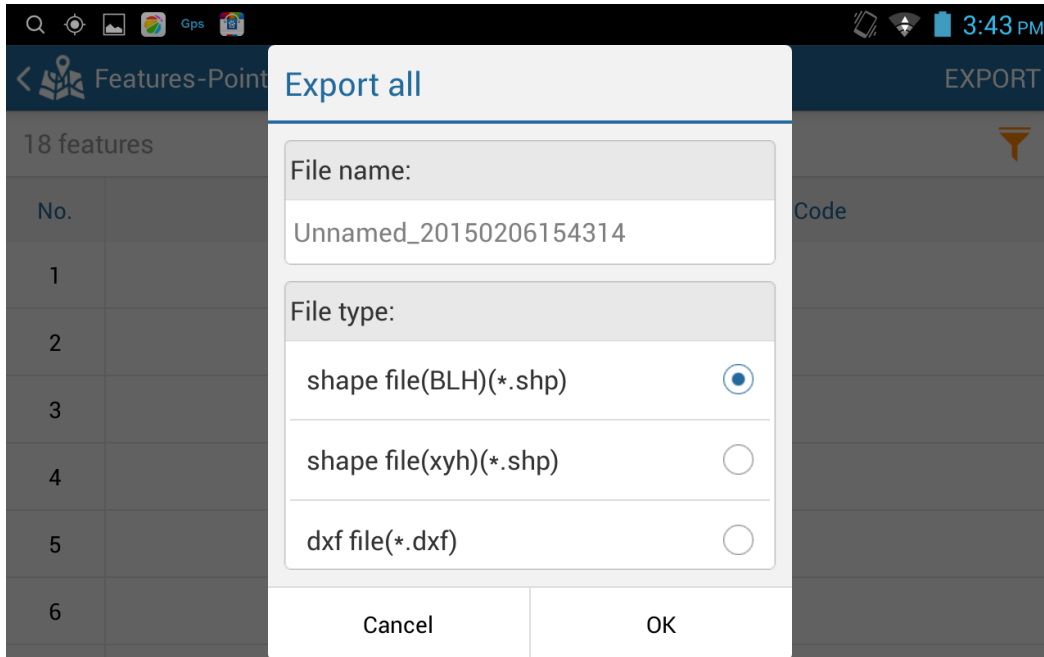 Gps
3:43 PM
Features-Point
EXPORT
Export all
18 features
File name:
No.
Code
Unnamed_20150206154314
1
File type:
2
shape file(BLH)(*.shp)
3
shape file(xyh)(*.shp)
4
dxf file(*.dxf)
5
6
Cancel
OK